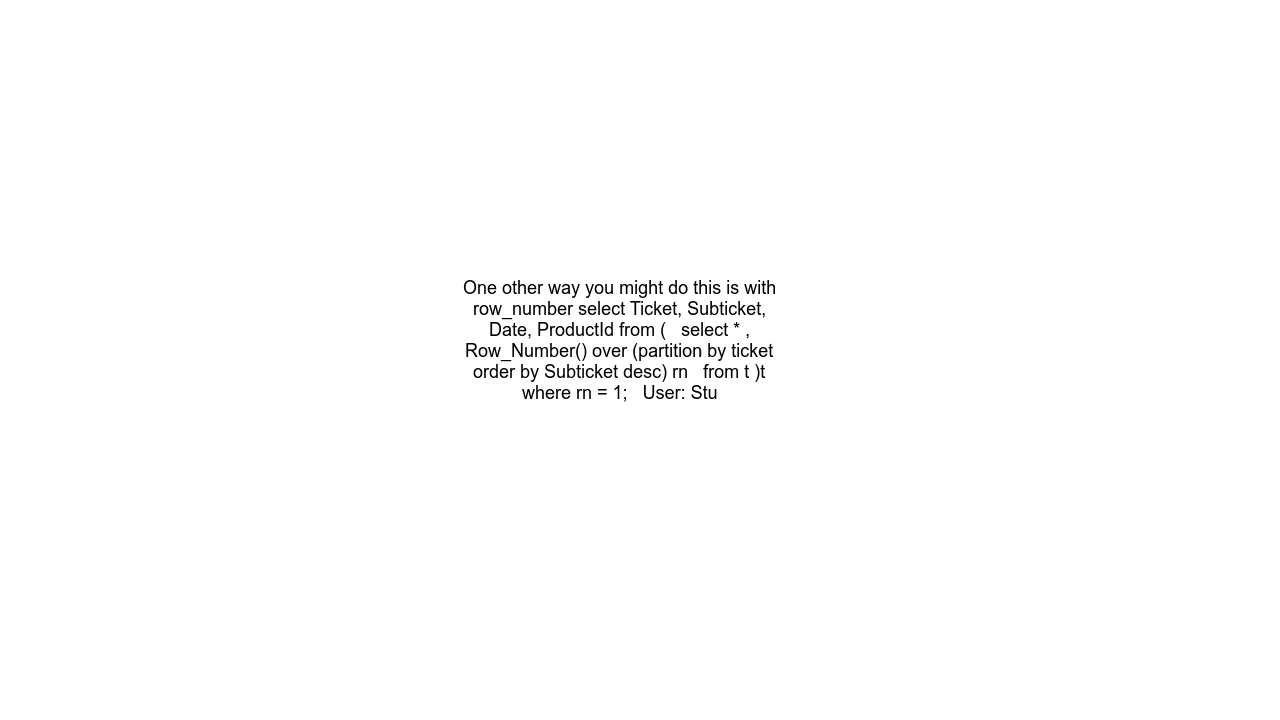 One other way you might do this is with
row_number select Ticket, Subticket,
Date, ProductId from (   select * ,
Row_Number() over (partition by ticket
order by Subticket desc) rn   from t )t
where rn = 1;   User: Stu